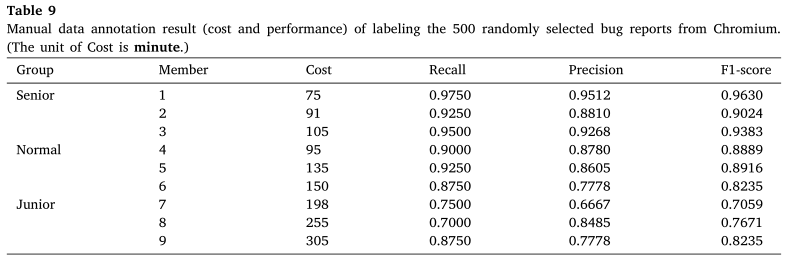 Table 9
Manual data annotation result (cost and performance) of labeling the 500 randomly selected bug reports from Chromium.
(The unit of Cost is minute.)
Group Member Cost Recall Precision F1-score
Senior 1 75 0.9750 0.9512 0.9630
2 91 0.9250 0.8810 0.9024
3 105 0.9500 0.9268 0.9383
Normal 4 95 0.9000 0.8780 0.8889
5 135 0.9250 0.8605 0.8916
6 150 0.8750 0.7778 0.8235
Junior 7 198 0.7500 0.6667 0.7059
8 255 0.7000 0.8485 0.7671
9 305 0.8750 0.7778 0.8235